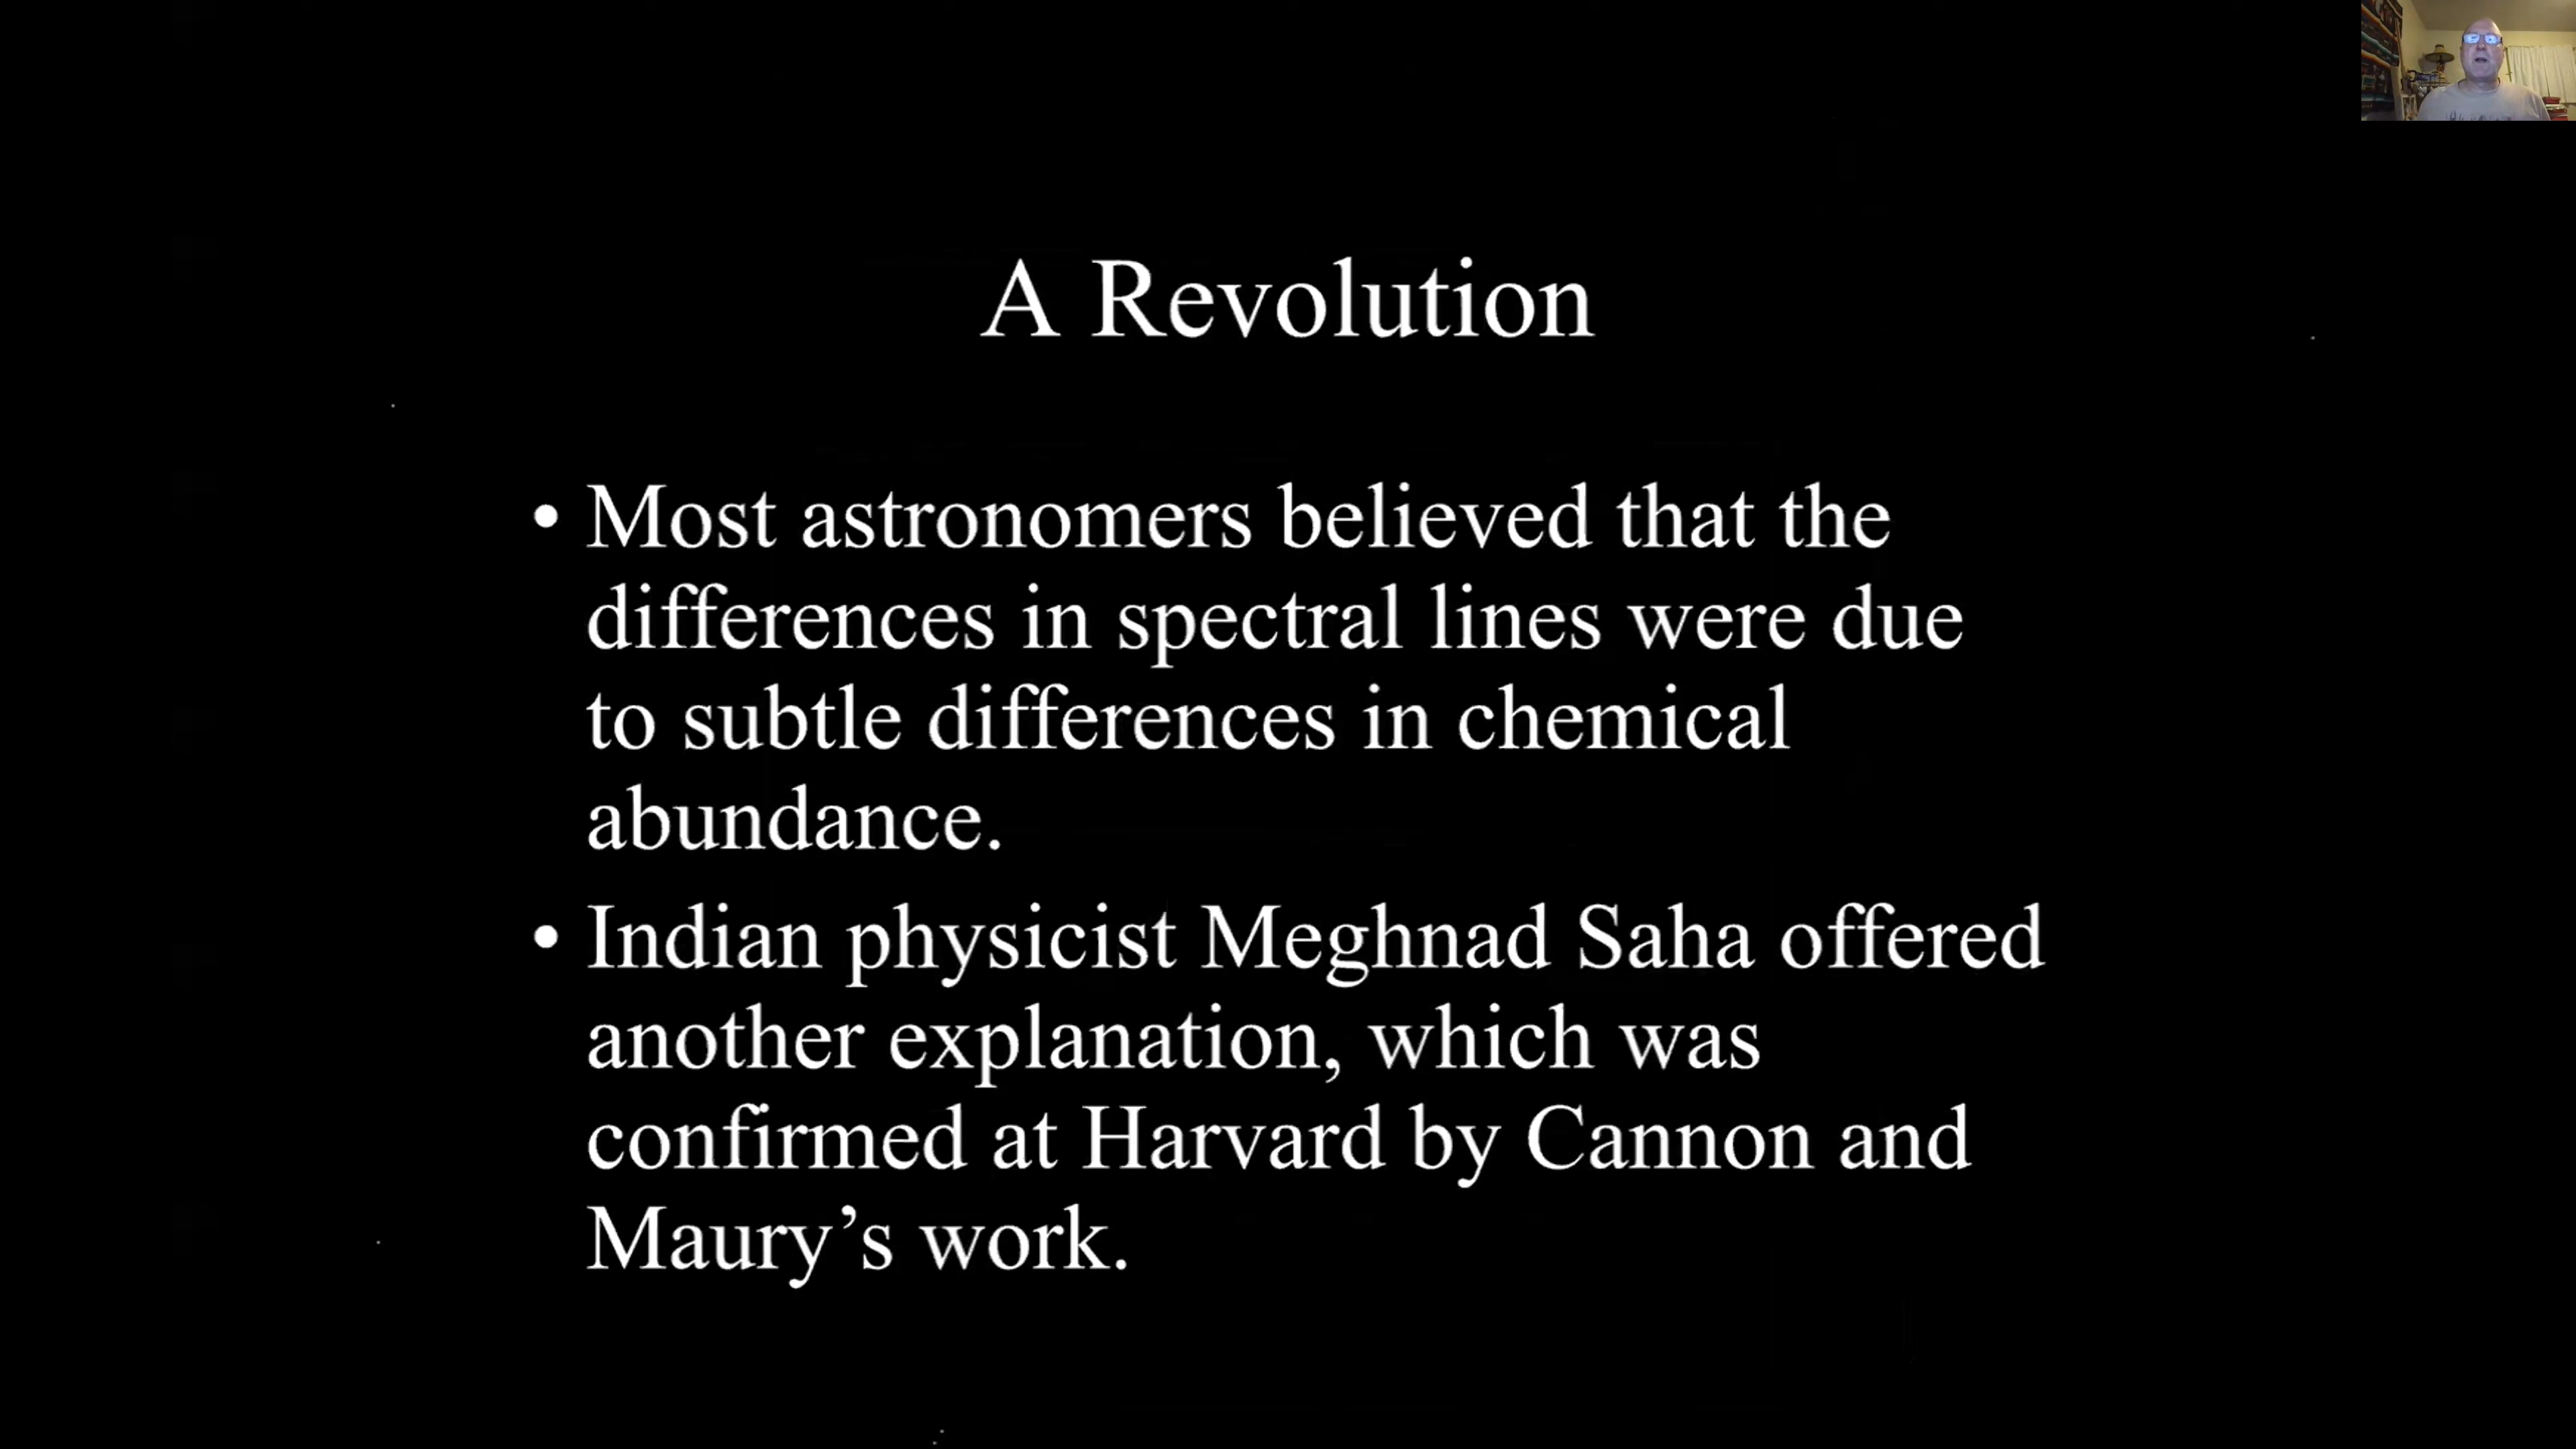 A Revolution
• Most astronomers believed that the
differences in spectral lines were due
to subtle differences in chemical
abundance.
• Indian physicist Meghnad Saha offered
another explanation, which was
confirmed at Harvard by Cannon and
Maury’s work.